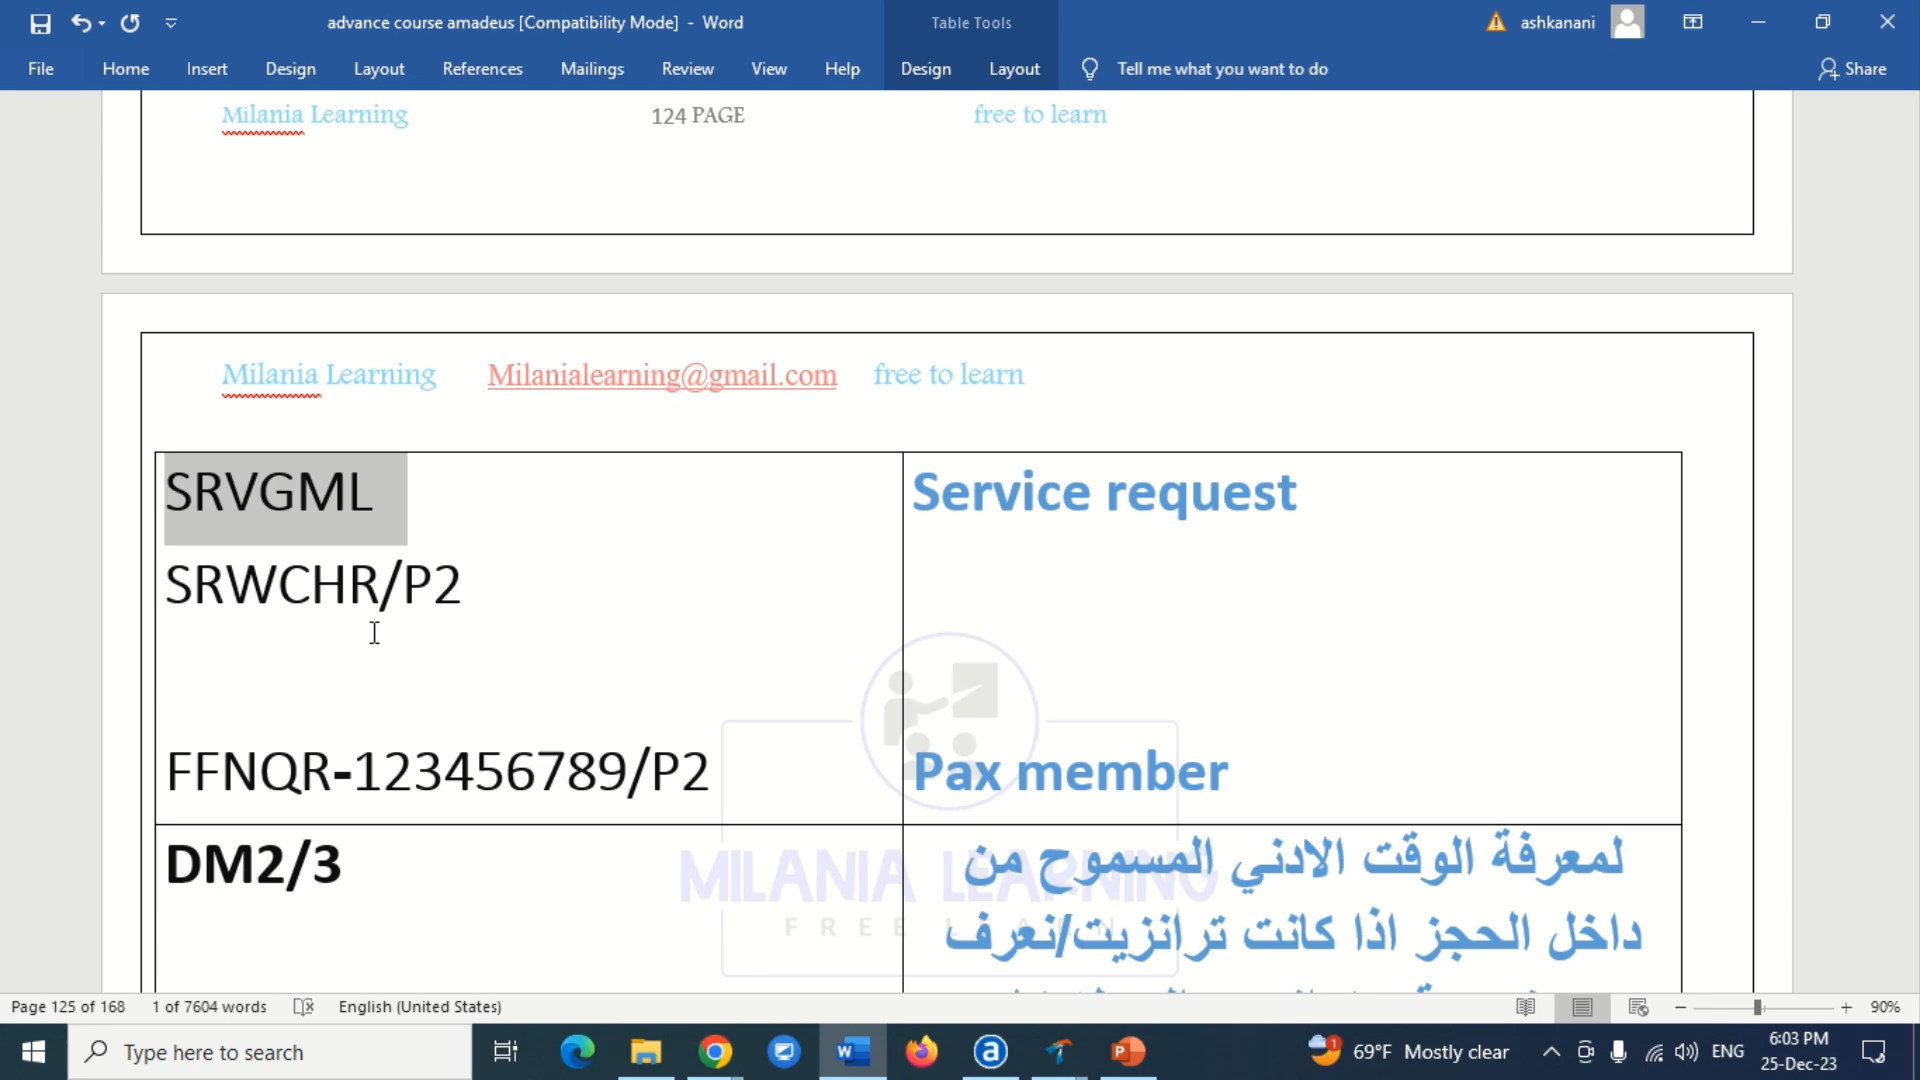 advance course amadeus [Compatibility Mode] - Word
Table Tools
ashkanani
File Home Insert Design Layout References Mailings Review View Help Design Layout Tell me what you want to do Share
Milania Learning 124 PAGE free to learn
Milania Learning Milanialearning@gmail.com free to learn
SRVGML
Service request
SRWCHR/P2
FFNQR-123456789/P2
Pax member
DM2/3
لمعرفة الوقت الادني المسموح من
داخل الحجز اذا كانت ترانزيت/نعرف
MILANIA LEARNING
Page 125 of 168 1 of 7604 words English (United States) 90%
Type here to search
69°F Mostly clear ENG
6:03 PM
25-Dec-23